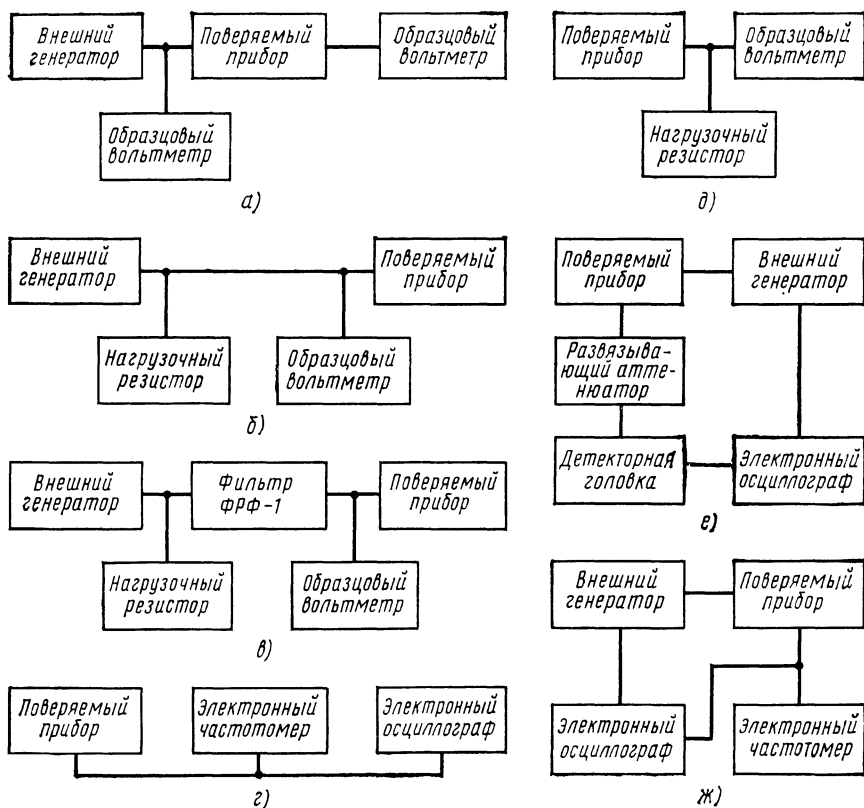 Внешний
генератор
Поверяемый
прибор
Образцовый
вольтметр
Образцовый
вольтметр
а)
Внешний
генератор
Поверяемый
прибор
Нагрузочный
резистор
Образцовый
вольтметр
б)
Внешний
генератор
Фильтр
ФРФ-1
Поверяемый
прибор
Нагрузочный
резистор
Образцовый
вольтметр
в)
Поверяемый
прибор
Электронный
частотомер
Электронный
осциллограф
г)
Поверяемый
прибор
Образцовый
вольтметр
Нагрузочный
резистор
д)
Поверяемый
прибор
Внешний
генератор
Развязыва-
ющий атте-
нюатор
Детекторная
головка
Электронный
осциллограф
е)
Внешний
генератор
Поверяемый
прибор
Электронный
осциллограф
Электронный
частотомер
ж)